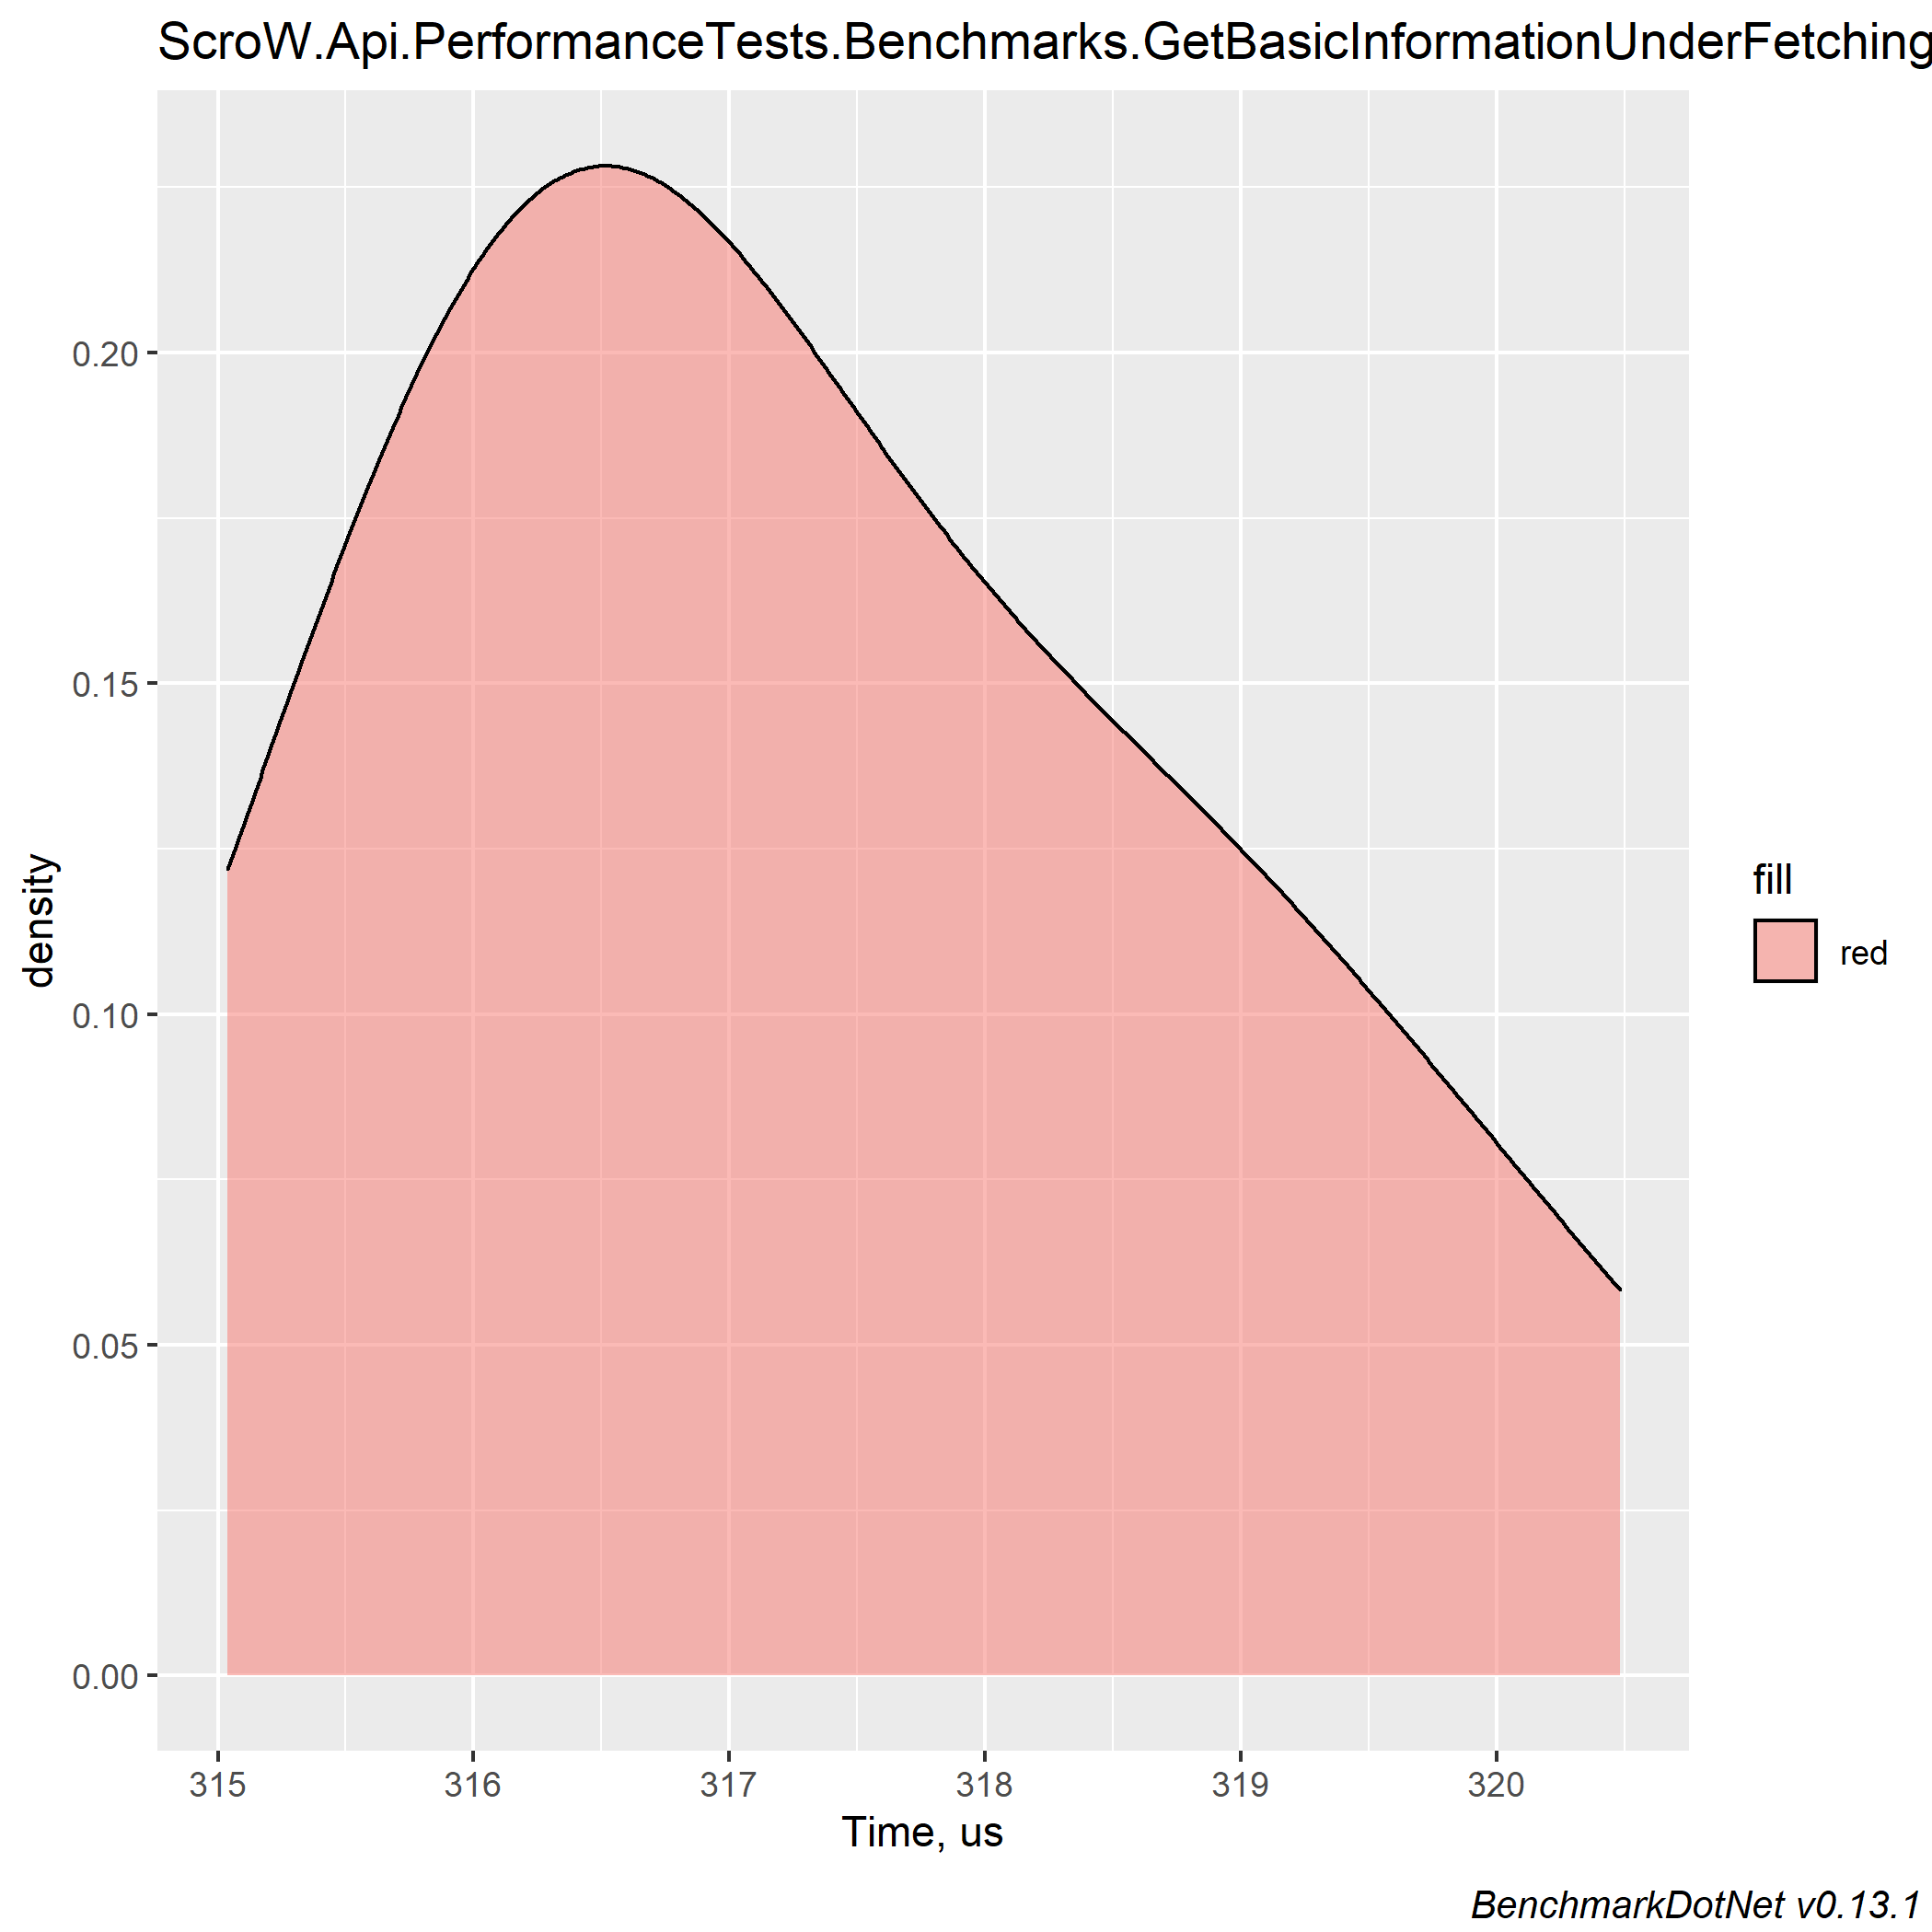 ScroW.Api.PerformanceTests.Benchmarks.GetBasicInformationUnderFetching
density
0.20
0.15
0.10
0.05
0.00
315 316 317 318 319 320
Time, us
fill
red
BenchmarkDotNet v0.13.1